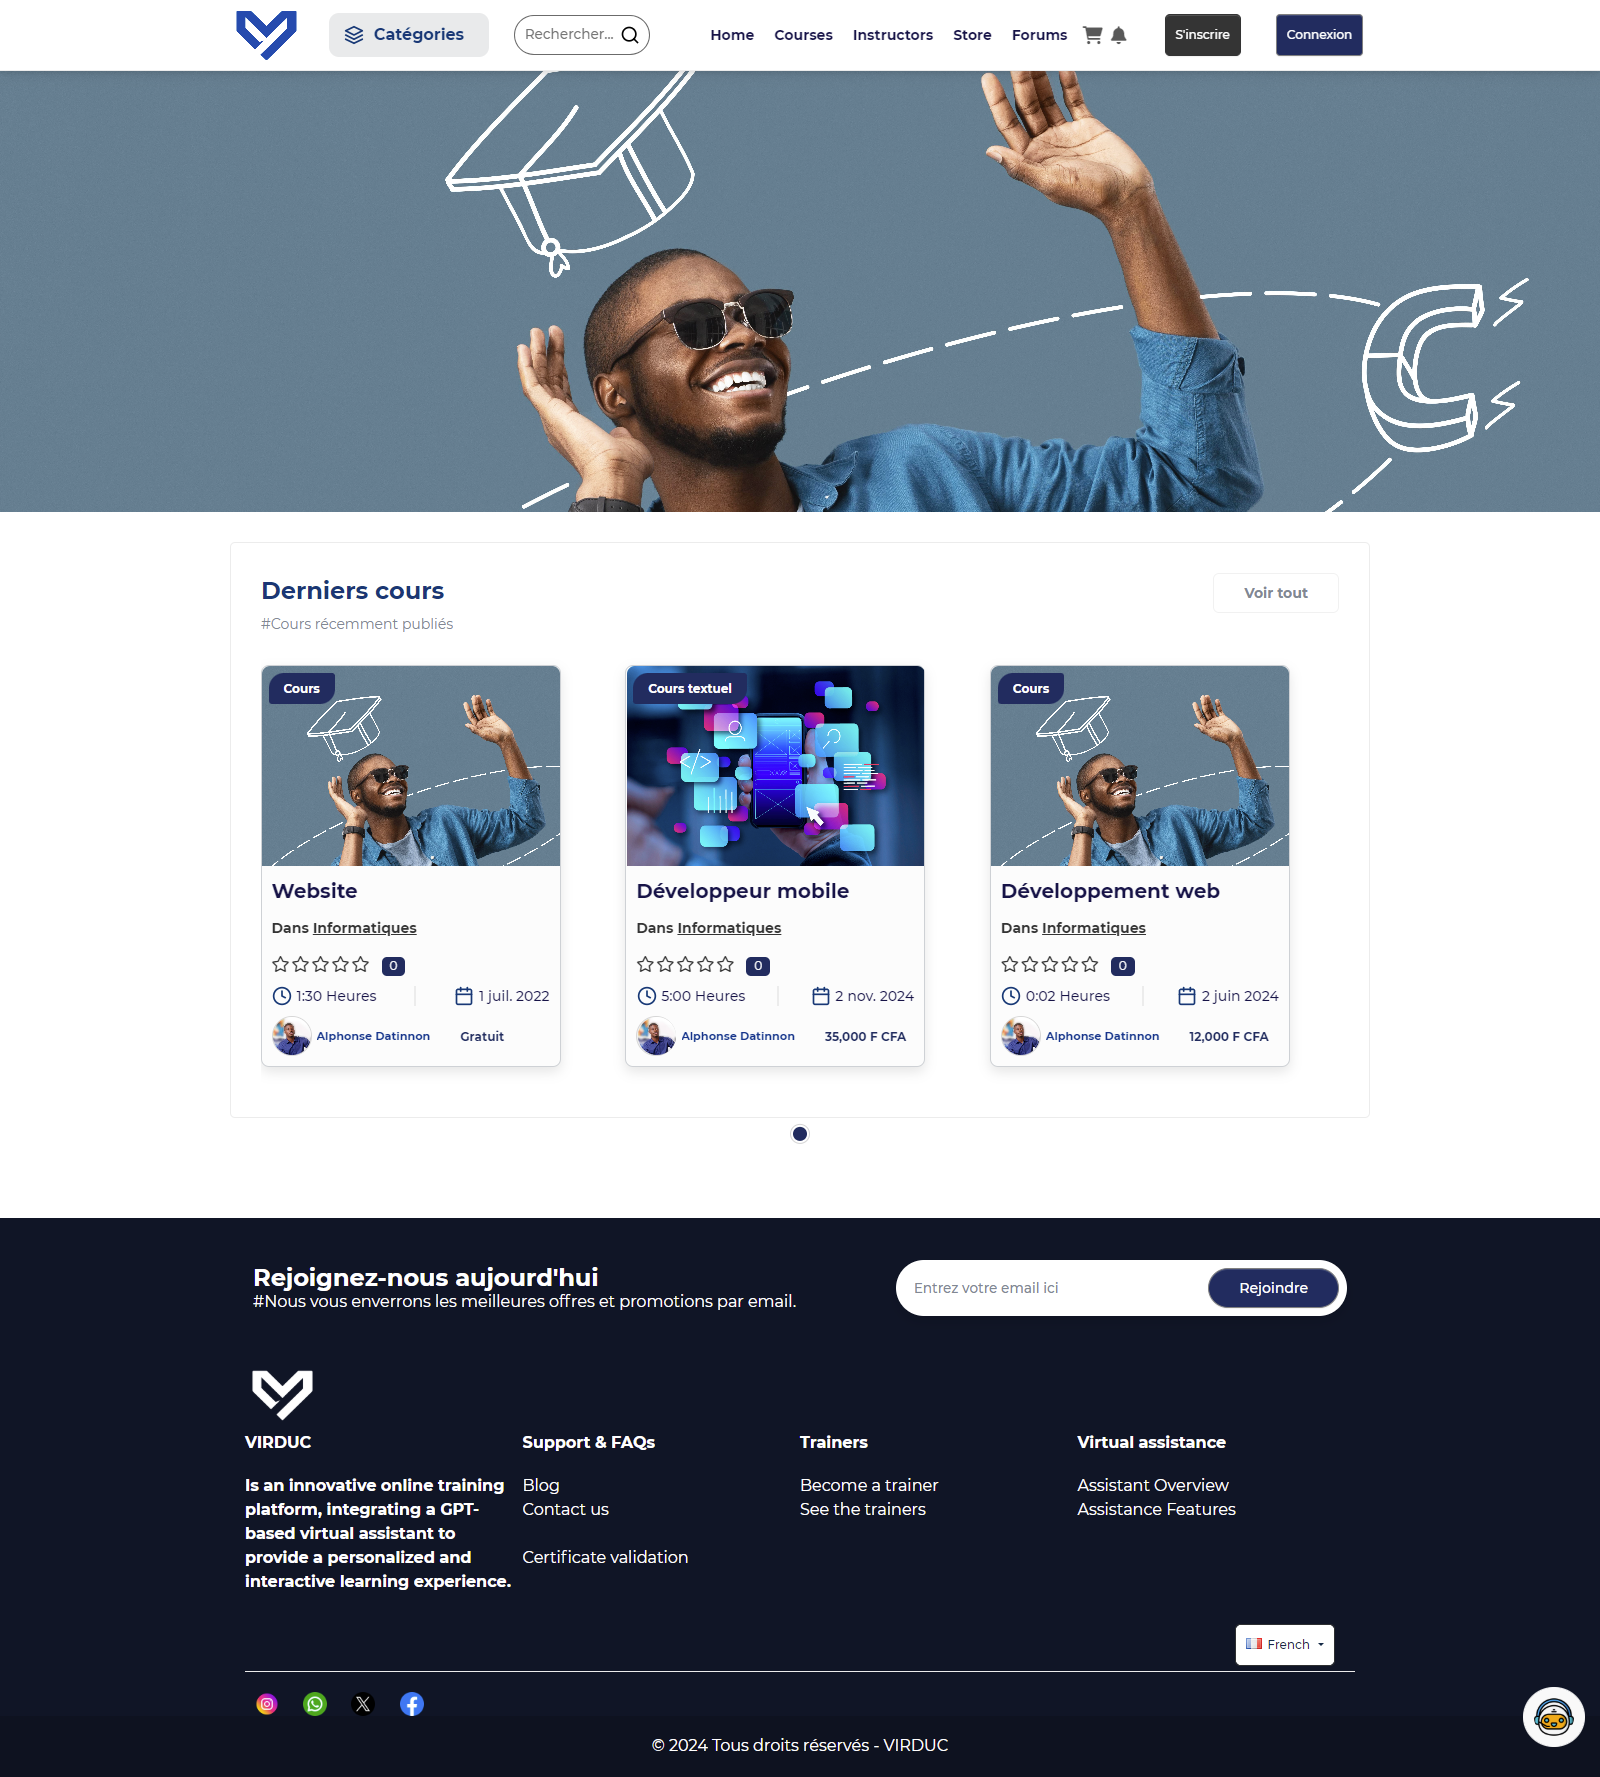 Catégories
Rechercher...
Home
Courses
Instructors
Store
Forums
S'inscrire
Connexion
Derniers cours
#Cours récemment publiés
Voir tout
Cours
Website
Dans Informatiques
0
1:30 Heures
1 juil. 2022
Alphonse Datinnon
Gratuit
Cours textuel
Développeur mobile
Dans Informatiques
0
5:00 Heures
2 nov. 2024
Alphonse Datinnon
35,000 F CFA
Cours
Développement web
Dans Informatiques
0
0:02 Heures
2 juin 2024
Alphonse Datinnon
12,000 F CFA
Rejoignez-nous aujourd'hui
#Nous vous enverrons les meilleures offres et promotions par email.
Entrez votre email ici
Rejoindre
VIRDUC
Is an innovative online training
platform, integrating a GPT-
based virtual assistant to
provide a personalized and
interactive learning experience.
Support & FAQs
Blog
Contact us
Certificate validation
Trainers
Become a trainer
See the trainers
Virtual assistance
Assistant Overview
Assistance Features
French
© 2024 Tous droits réservés - VIRDUC